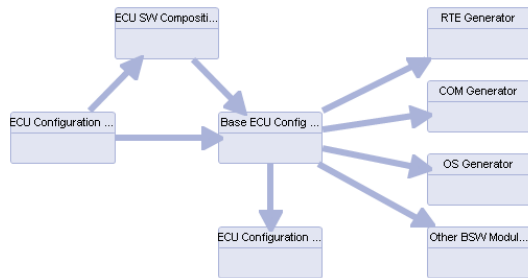 ECU SW Compositi...
RTE Generator
COM Generator
ECU Configuration ...
Base ECU Config ...
OS Generator
ECU Configuration ...
Other BSW Modul...